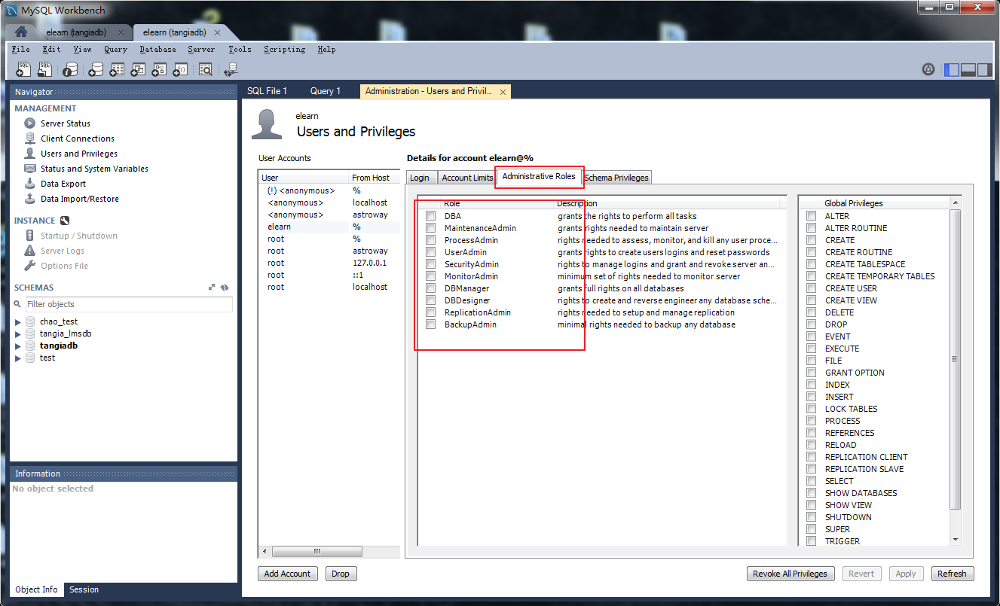 MySQL Workbench
elearn (tangiadb) elearn (tangiadb)
File Edit View Query Database Server Tools Scripting Help
Navigator
MANAGEMENT
Server Status
Client Connections
Users and Privileges
Status and System Variables
Data Export
Data Import/Restore
INSTANCE
Startup / Shutdown
Server Logs
Options File
SCHEMAS
Filter objects
chao_test
tangia_lmsdb
tangiadb
test
Information
No object selected
Object Info Session
SQL File 1 Query 1 Administration - Users and Privil...
elearn
Users and Privileges
User Accounts
User From Host
(!) <anonymous> %
<anonymous> localhost
<anonymous> astroway
elearn %
root %
root astroway
root 127.0.0.1
root ::1
root localhost
Add Account Drop
Details for account elearn@%
Login Account Limits Administrative Roles Schema Privileges
Role Description
DBA grants the rights to perform all tasks
MaintenanceAdmin grants rights needed to maintain server
ProcessAdmin rights needed to assess, monitor, and kill any user proce...
UserAdmin grants rights to create users logins and reset passwords
SecurityAdmin rights to manage logins and grant and revoke server an...
MonitorAdmin minimum set of rights needed to monitor server
DBManager grants full rights on all databases
DBDesigner rights to create and reverse engineer any database sche...
ReplicationAdmin rights needed to setup and manage replication
BackupAdmin minimal rights needed to backup any database
Global Privileges
ALTER
ALTER ROUTINE
CREATE
CREATE ROUTINE
CREATE TABLESPACE
CREATE TEMPORARY TABLES
CREATE USER
CREATE VIEW
DELETE
DROP
EVENT
EXECUTE
FILE
GRANT OPTION
INDEX
INSERT
LOCK TABLES
PROCESS
REFERENCES
RELOAD
REPLICATION CLIENT
REPLICATION SLAVE
SELECT
SHOW DATABASES
SHOW VIEW
SHUTDOWN
SUPER
TRIGGER
Revoke All Privileges Revert Apply Refresh